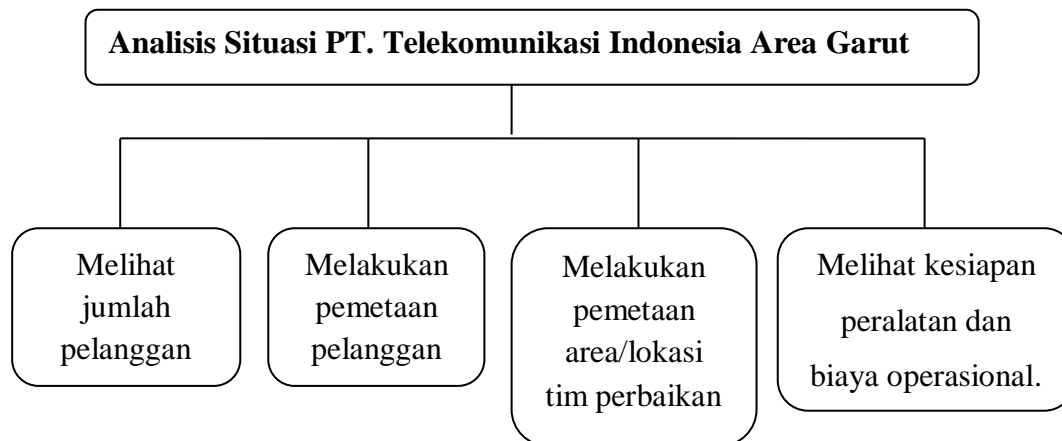 Analisis Situasi PT. Telekomunikasi Indonesia Area Garut
Melihat
jumlah
pelanggan
Melakukan
pemetaan
pelanggan
Melakukan
pemetaan
area/lokasi
tim perbaikan
Melihat kesiapan
peralatan dan
biaya operasional.